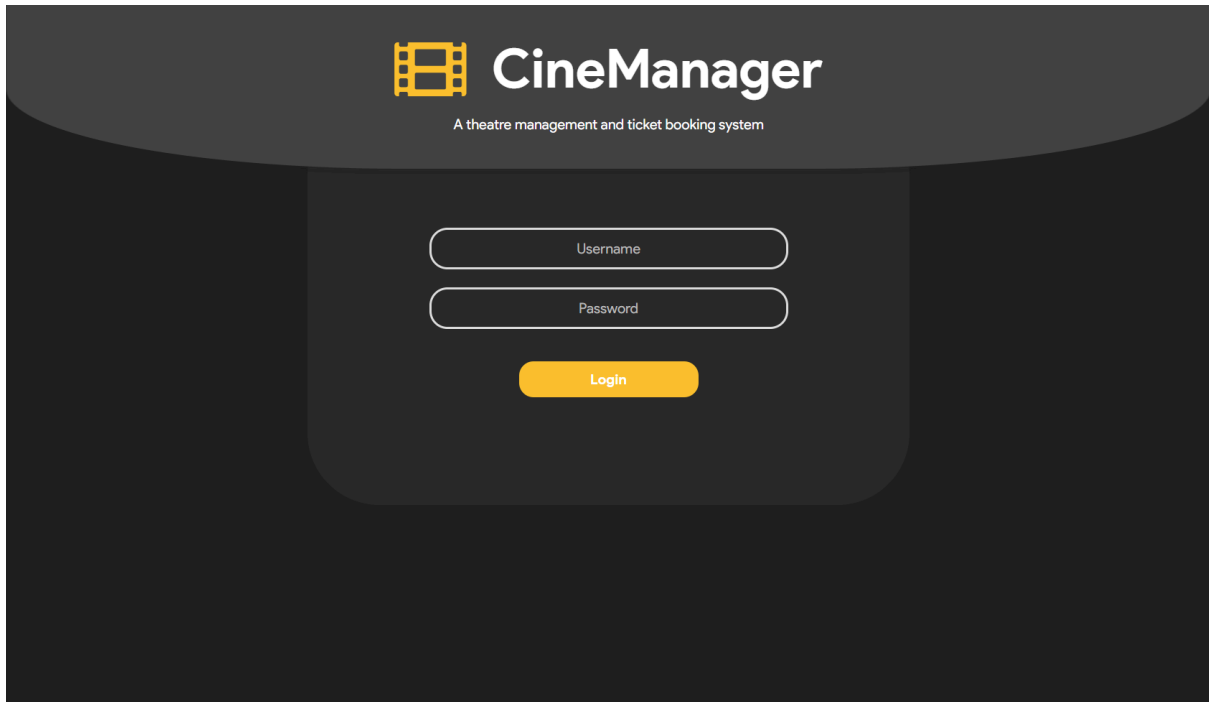 CineManager
A theatre management and ticket booking system
Username
Password
Login